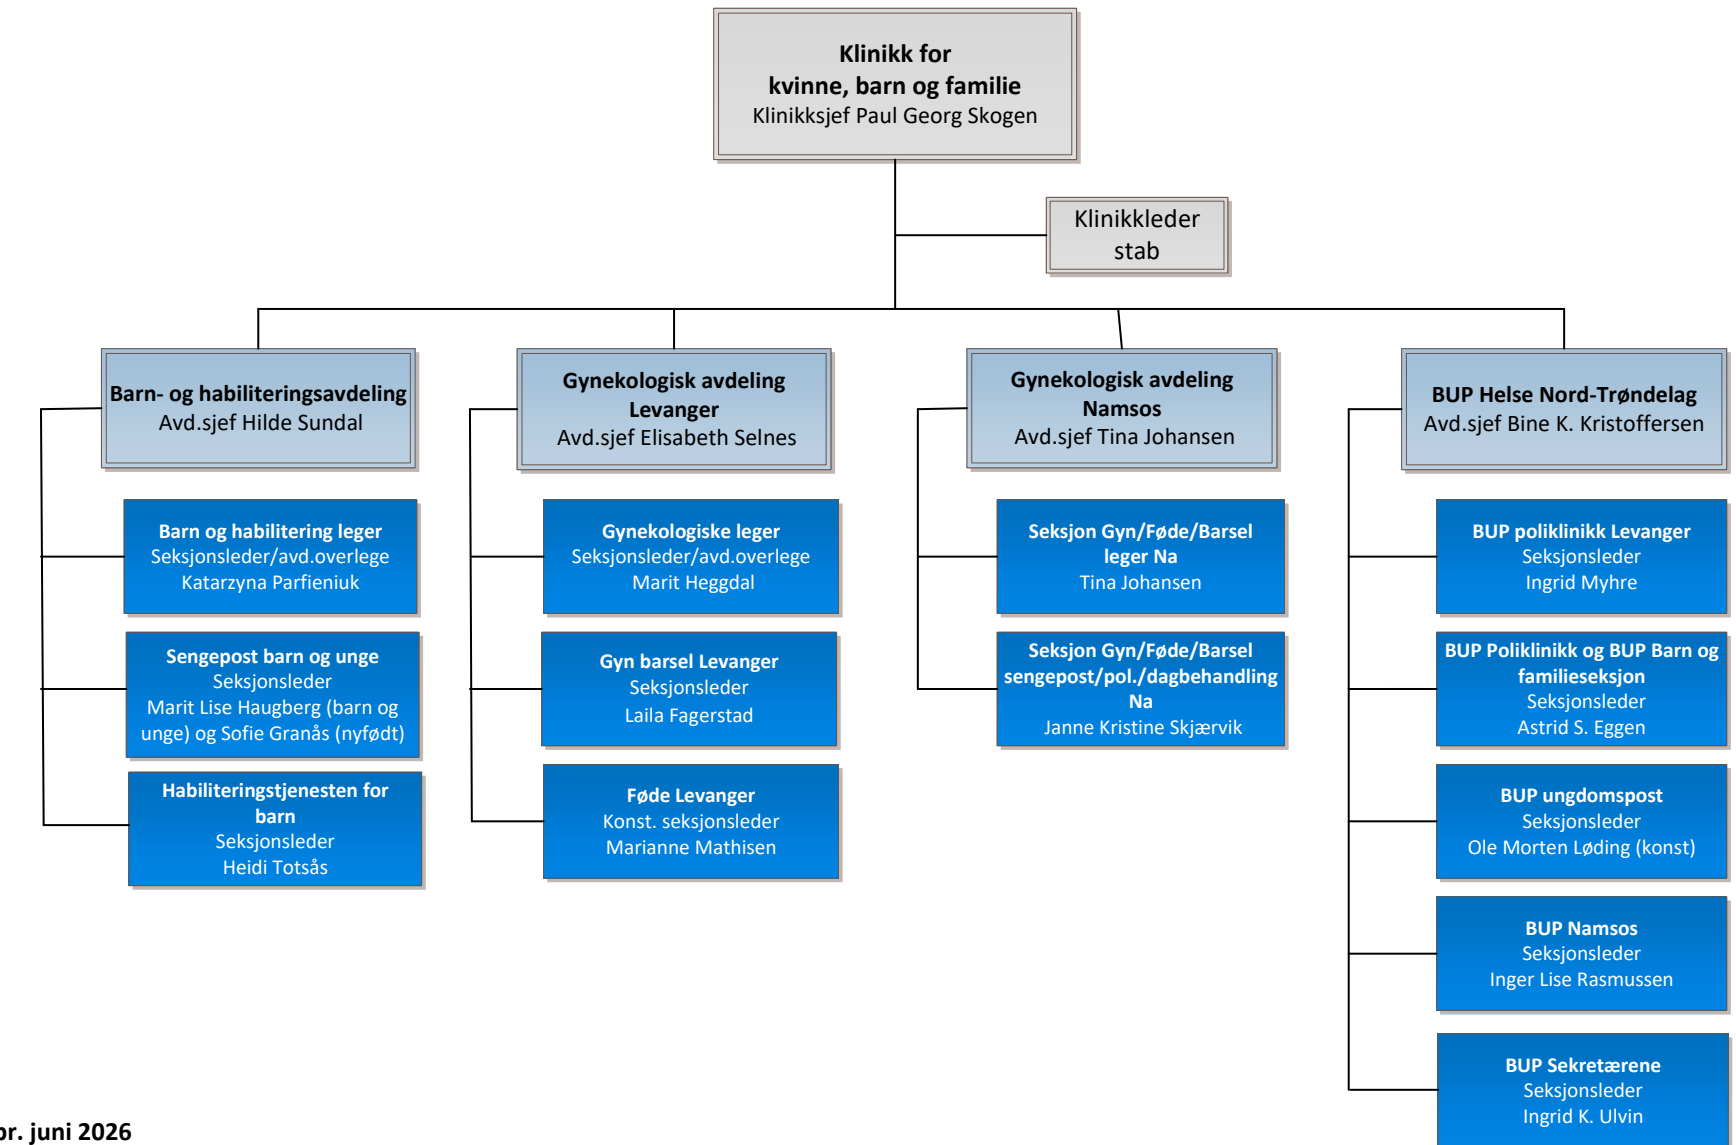 Klinikk for
kvinne, barn og familie
Klinikksjef Paul Georg Skogen
Klinikkleder
stab
Barn- og habiliteringsavdeling
Avd.sjef Hilde Sundal
Gynekologisk avdeling
Levanger
Avd.sjef Elisabeth Selnes
Gynekologisk avdeling
Namsos
Avd.sjef Tina Johansen
BUP Helse Nord-Trøndelag
Avd.sjef Bine K. Kristoffersen
Barn og habilitering leger
Seksjonsleder/avd.overlege
Katarzyna Parfieniuk
Sengepost barn og unge
Seksjonsleder
Marit Lise Haugberg (barn og
unge) og Sofie Granås (nyfødt)
Habiliteringstjenesten for
barn
Seksjonsleder
Heidi Totsås
Gynekologiske leger
Seksjonsleder/avd.overlege
Marit Heggdal
Gyn barsel Levanger
Seksjonsleder
Laila Fagerstad
Føde Levanger
Konst. seksjonsleder
Marianne Mathisen
Seksjon Gyn/Føde/Barsel
leger Na
Tina Johansen
Seksjon Gyn/Føde/Barsel
sengepost/pol./dagbehandling
Na
Janne Kristine Skjærvik
BUP poliklinikk Levanger
Seksjonsleder
Ingrid Myhre
BUP Poliklinikk og BUP Barn og
familieseksjon
Seksjonsleder
Astrid S. Eggen
BUP ungdomspost
Seksjonsleder
Ole Morten Løding (konst)
BUP Namsos
Seksjonsleder
Inger Lise Rasmussen
BUP Sekretærene
Seksjonsleder
Ingrid K. Ulvin
pr. juni 2026